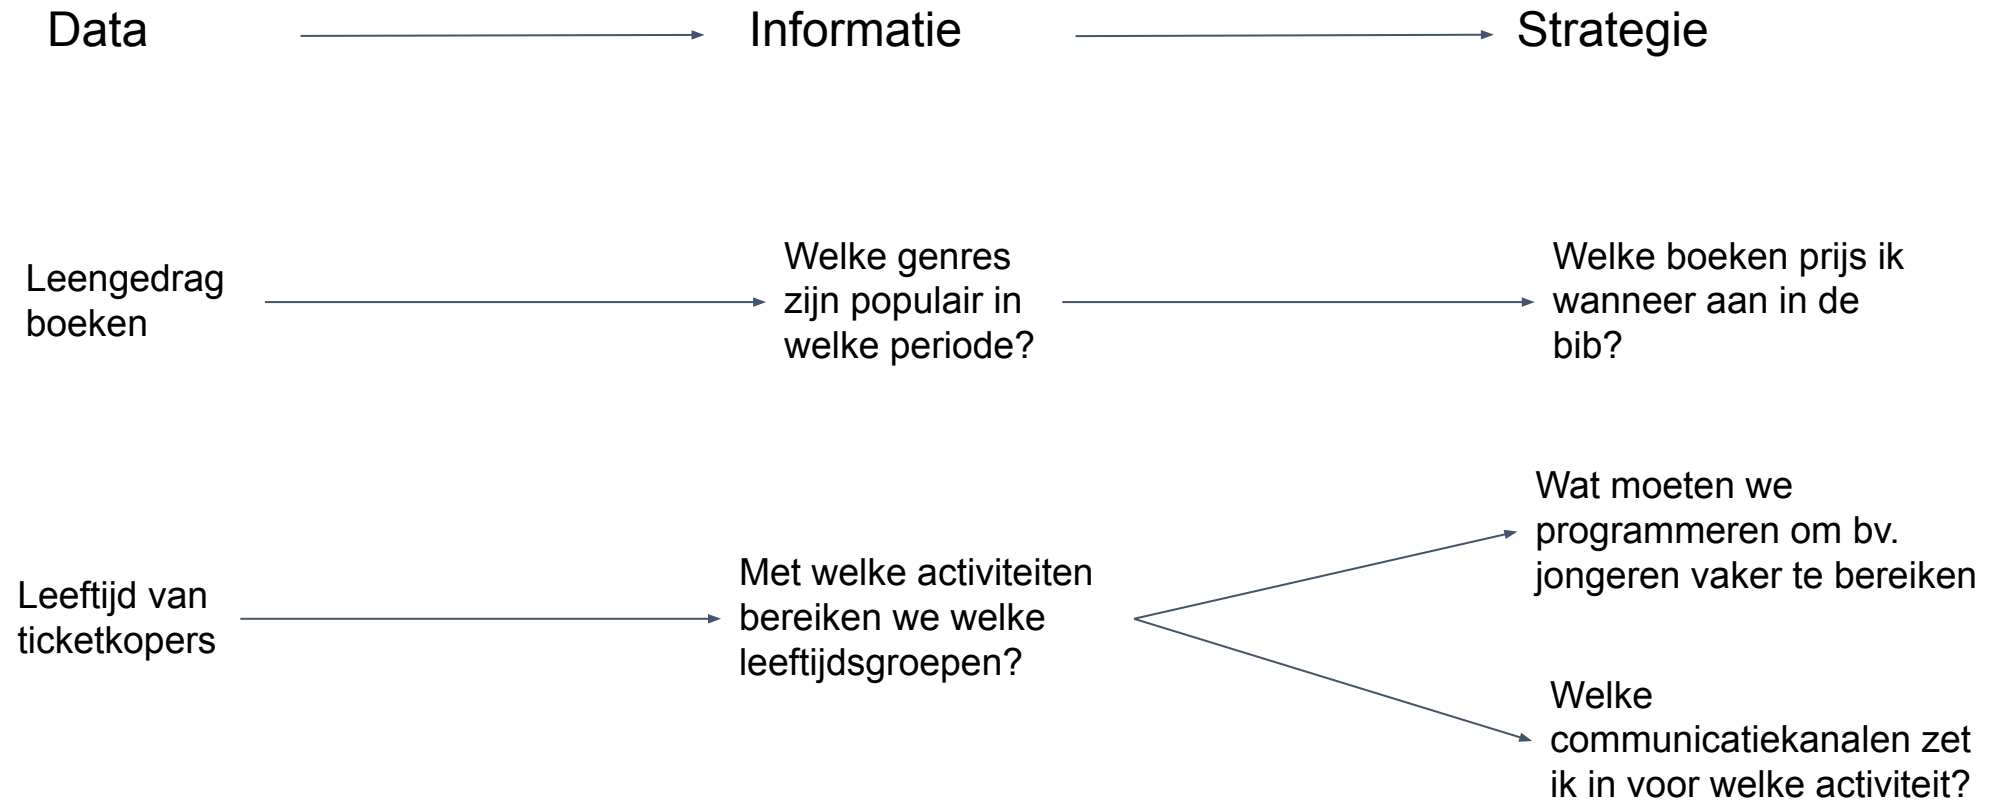 Data
Informatie
Strategie
Leengedrag
boeken
Welke genres
zijn populair in
welke periode?
Welke boeken prijs ik
wanneer aan in de
bib?
Leeftijd van
ticketkopers
Met welke activiteiten
bereiken we welke
leeftijdsgroepen?
Wat moeten we
programmeren om bv.
jongeren vaker te bereiken
Welke
communicatiekanalen zet
ik in voor welke activiteit?